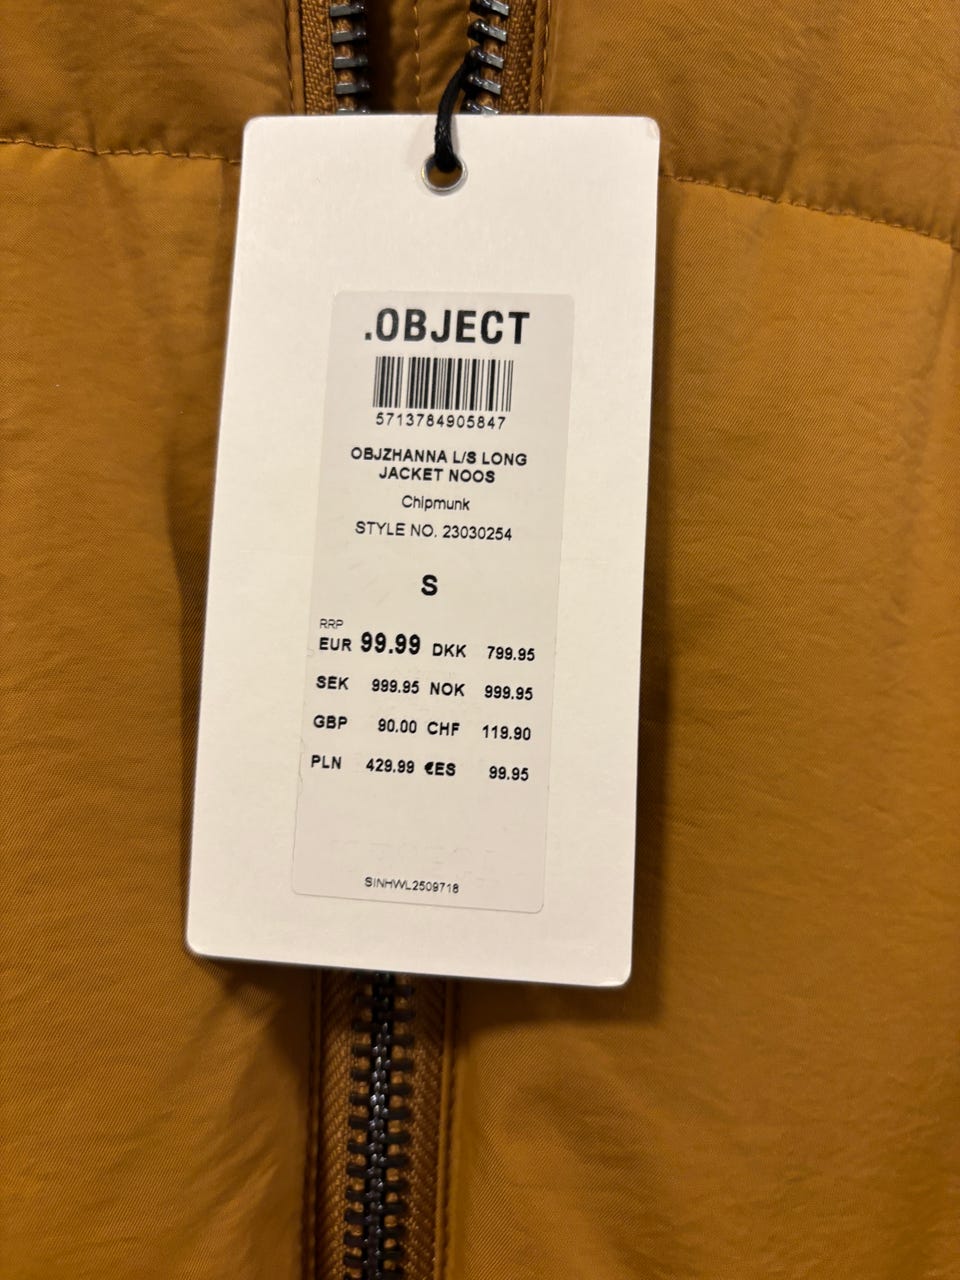 .OBJECT
5713784905847
OBJZHANNA L/S LONG
JACKET NOOS
Chipmunk
STYLE NO. 23030254
S
RRP
EUR 99.99 DKK 799.95
SEK 999.95 NOK 999.95
GBP 90.00 CHF 119.90
PLN 429.99 €ES 99.95
SINHWL2509718